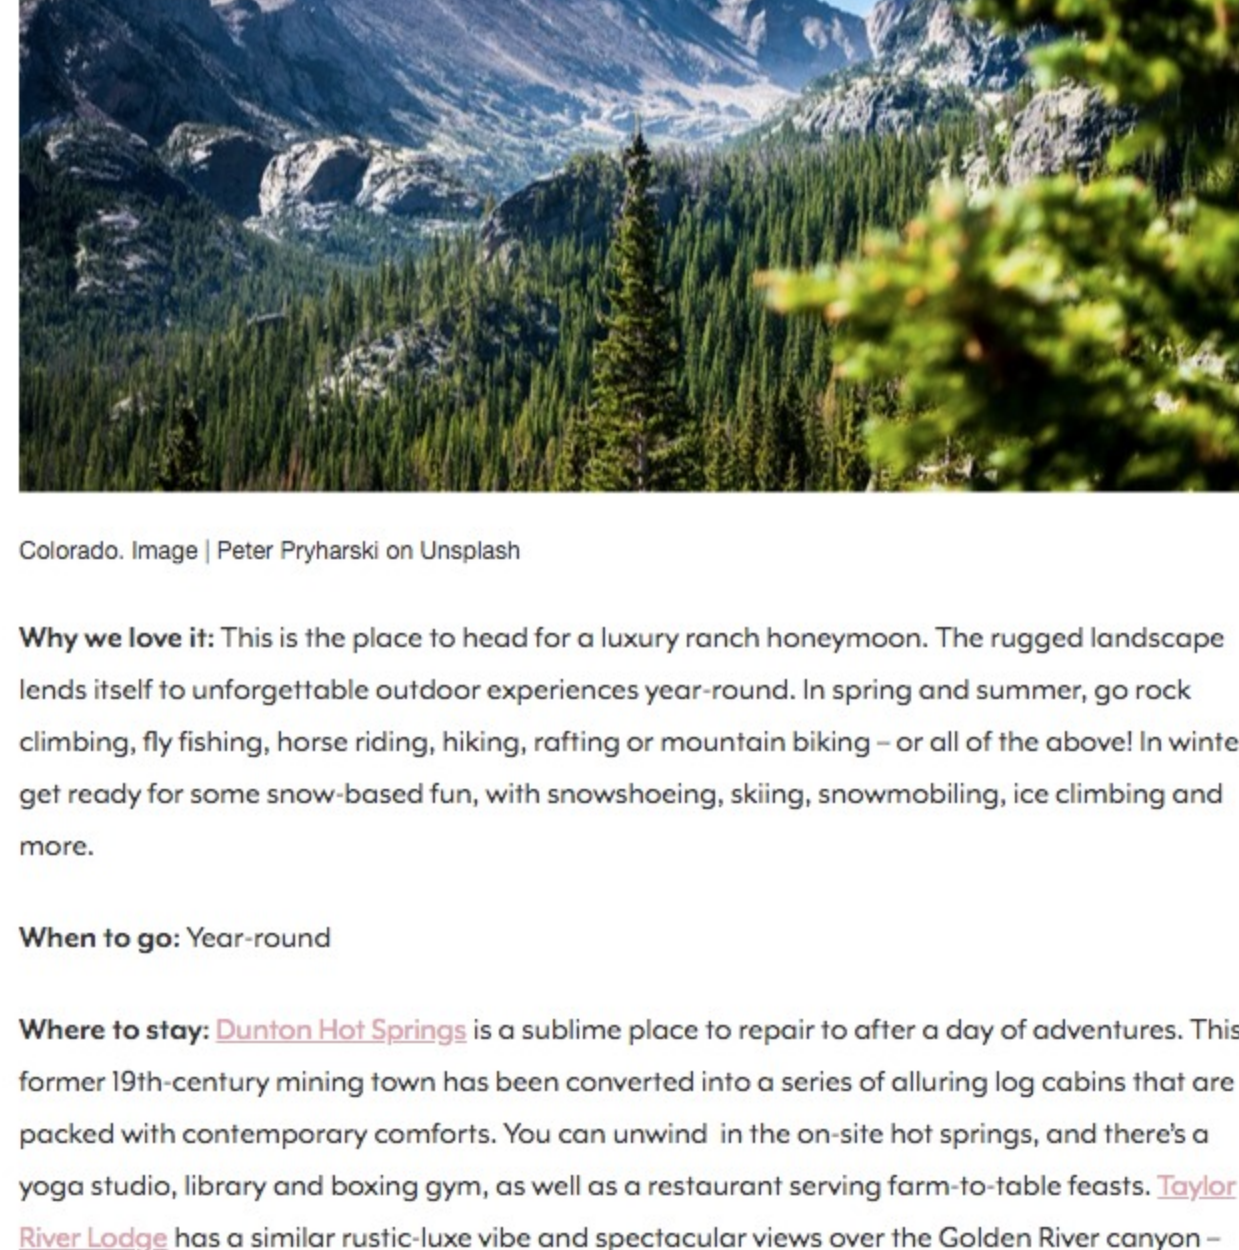 Colorado. Image | Peter Pryharski on Unsplash
Why we love it: This is the place to head for a luxury ranch honeymoon. The rugged landscape
lends itself to unforgettable outdoor experiences year-round. In spring and summer, go rock
climbing, fly fishing, horse riding, hiking, rafting or mountain biking – or all of the above! In winte
get ready for some snow-based fun, with snowshoeing, skiing, snowmobiling, ice climbing and
more.
When to go: Year-round
Where to stay: Dunton Hot Springs is a sublime place to repair to after a day of adventures. This
former 19th-century mining town has been converted into a series of alluring log cabins that are
packed with contemporary comforts. You can unwind  in the on-site hot springs, and there's a
yoga studio, library and boxing gym, as well as a restaurant serving farm-to-table feasts. Taylor
River Lodge has a similar rustic-luxe vibe and spectacular views over the Golden River canyon –